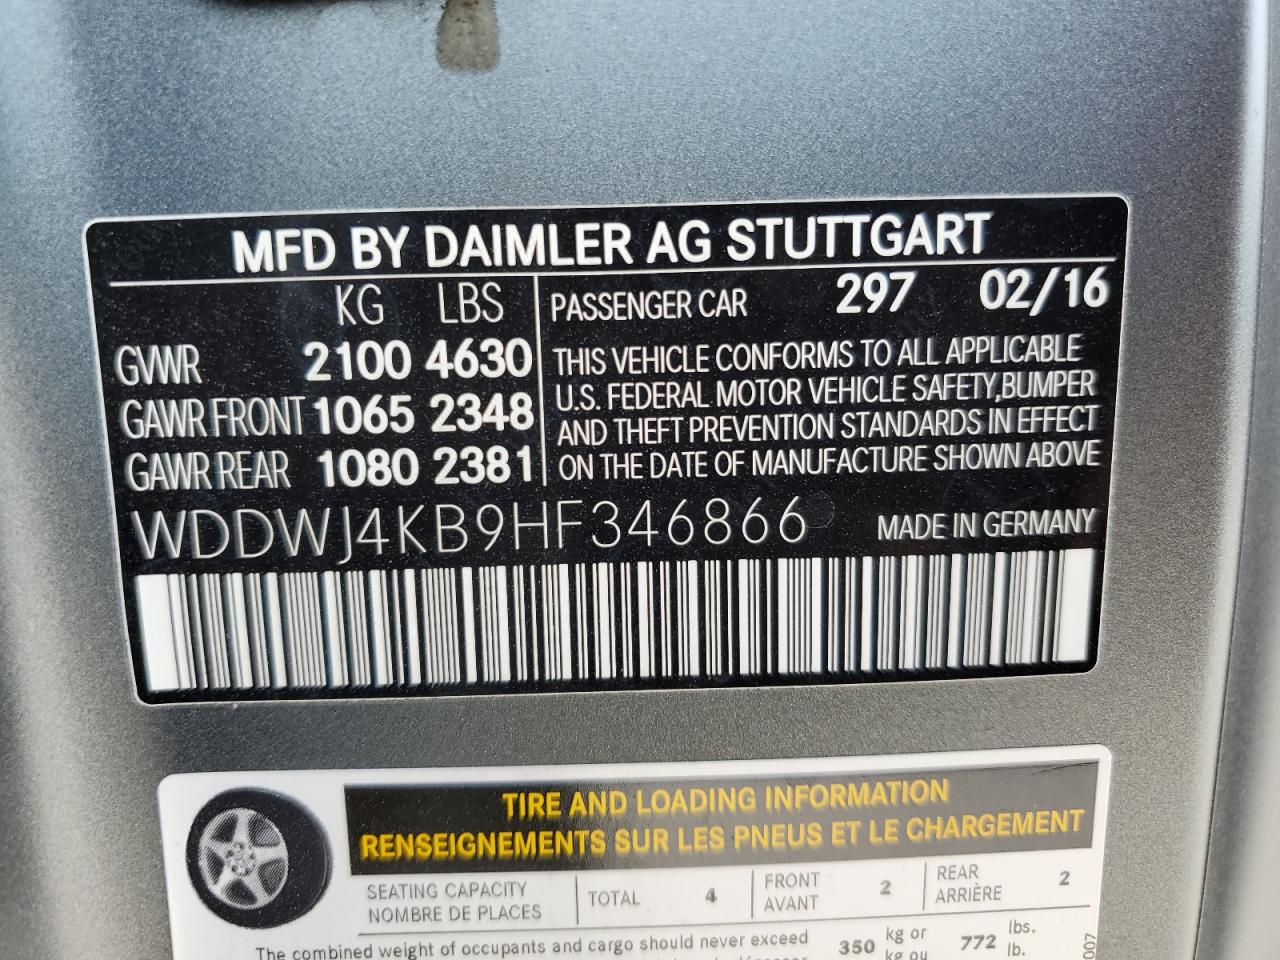 MFD BY DAIMLER AG STUTTGART
KG LBS
PASSENGER CAR 297 02/16
GVWR 2100 4630
GAWR FRONT 1065 2348
GAWR REAR 1080 2381
THIS VEHICLE CONFORMS TO ALL APPLICABLE
U.S. FEDERAL MOTOR VEHICLE SAFETY,BUMPER
AND THEFT PREVENTION STANDARDS IN EFFECT
ON THE DATE OF MANUFACTURE SHOWN ABOVE
WDDWJ4KB9HF346866 MADE IN GERMANY
TIRE AND LOADING INFORMATION
RENSEIGNEMENTS SUR LES PNEUS ET LE CHARGEMENT
SEATING CAPACITY
NOMBRE DE PLACES
TOTAL 4
FRONT
AVANT
2
REAR
ARRIÈRE
2
The combined weight of occupants and cargo should never exceed
350 kg or
kg ou
772 lbs.
lb.
007